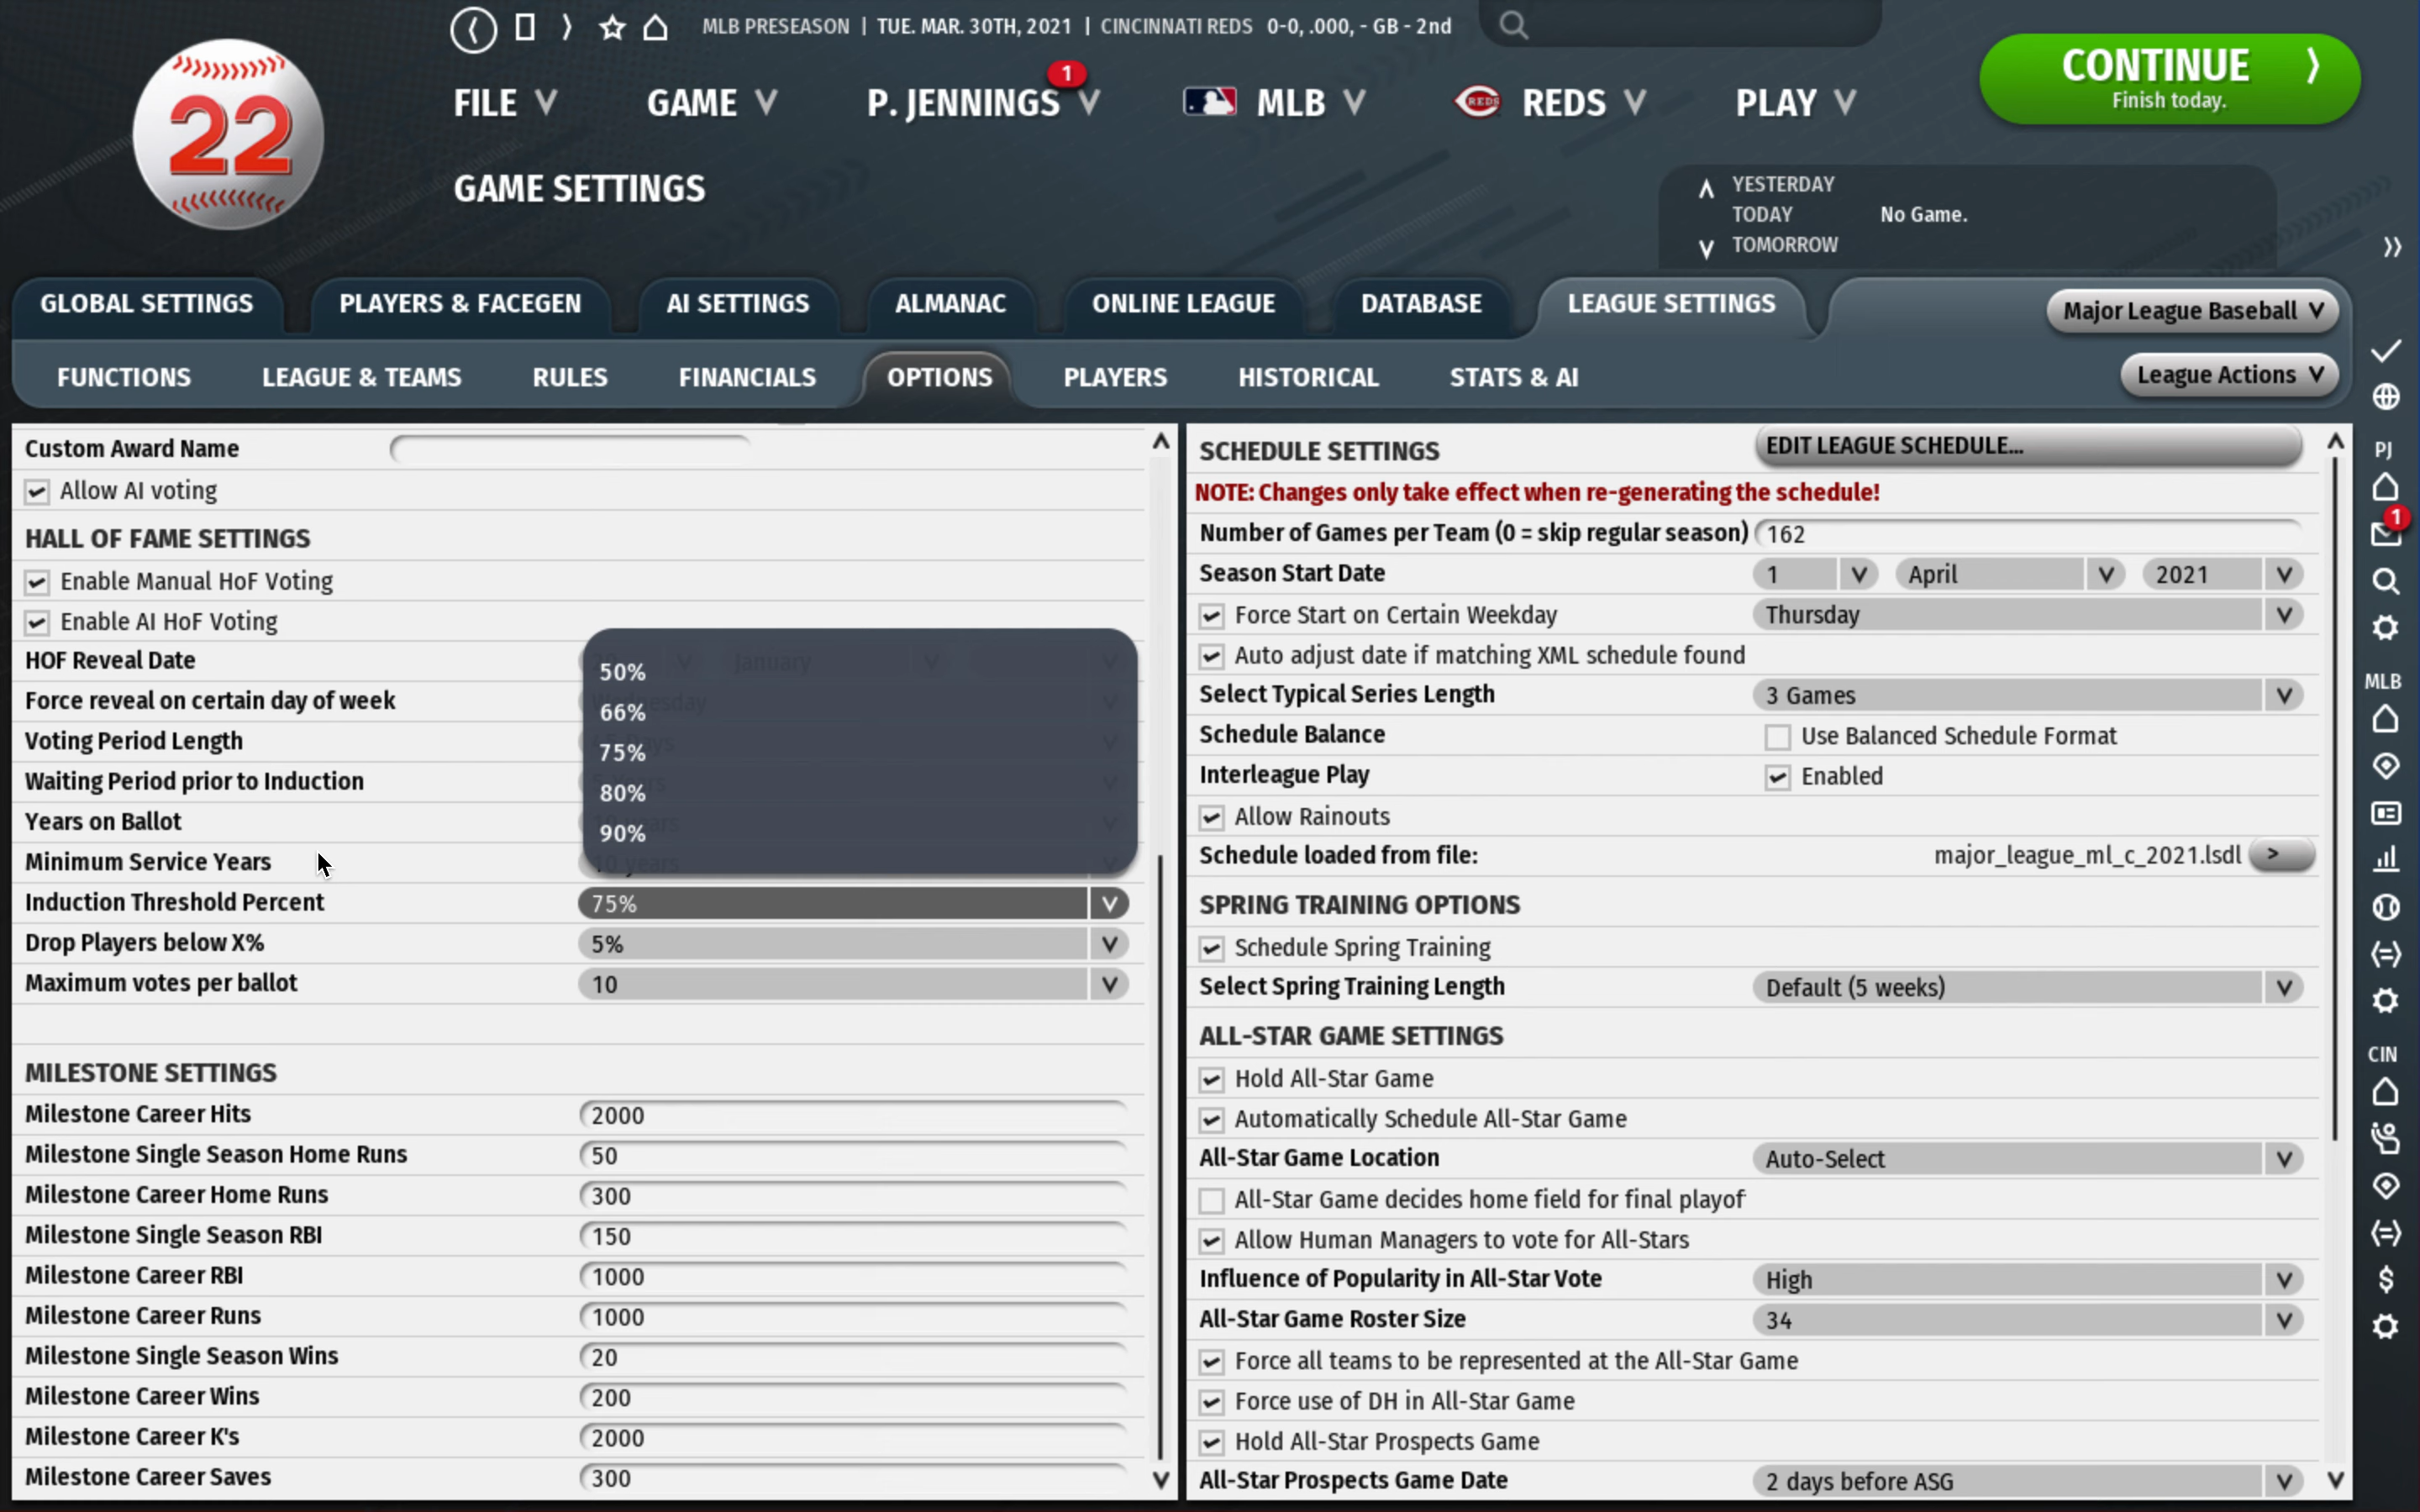 MLB PRESEASON | TUE. MAR. 30TH, 2021 | CINCINNATI REDS 0-0, .000, - GB - 2nd
22
FILE GAME P. JENNINGS 1 MLB REDS PLAY
CONTINUE
Finish today.
GAME SETTINGS
YESTERDAY
TODAY No Game.
TOMORROW
GLOBAL SETTINGS PLAYERS & FACEGEN AI SETTINGS ALMANAC ONLINE LEAGUE DATABASE LEAGUE SETTINGS Major League Baseball
FUNCTIONS LEAGUE & TEAMS RULES FINANCIALS OPTIONS PLAYERS HISTORICAL STATS & AI League Actions
Custom Award Name
Allow AI voting
HALL OF FAME SETTINGS
Enable Manual HoF Voting
Enable AI HoF Voting
HOF Reveal Date January
Force reveal on certain day of week
Voting Period Length
Waiting Period prior to Induction
Years on Ballot
Minimum Service Years 10 years
50%
66%
75%
80%
90%
Induction Threshold Percent 75%
Drop Players below X% 5%
Maximum votes per ballot 10
MILESTONE SETTINGS
Milestone Career Hits 2000
Milestone Single Season Home Runs 50
Milestone Career Home Runs 300
Milestone Single Season RBI 150
Milestone Career RBI 1000
Milestone Career Runs 1000
Milestone Single Season Wins 20
Milestone Career Wins 200
Milestone Career K's 2000
Milestone Career Saves 300
SCHEDULE SETTINGS EDIT LEAGUE SCHEDULE...
NOTE: Changes only take effect when re-generating the schedule!
Number of Games per Team (0 = skip regular season) 162
Season Start Date 1 April 2021
Force Start on Certain Weekday Thursday
Auto adjust date if matching XML schedule found
Select Typical Series Length 3 Games
Schedule Balance Use Balanced Schedule Format
Interleague Play Enabled
Allow Rainouts
Schedule loaded from file: major_league_ml_c_2021.lsdl >
SPRING TRAINING OPTIONS
Schedule Spring Training
Select Spring Training Length Default (5 weeks)
ALL-STAR GAME SETTINGS
Hold All-Star Game
Automatically Schedule All-Star Game
All-Star Game Location Auto-Select
All-Star Game decides home field for final playof
Allow Human Managers to vote for All-Stars
Influence of Popularity in All-Star Vote High
All-Star Game Roster Size 34
Force all teams to be represented at the All-Star Game
Force use of DH in All-Star Game
Hold All-Star Prospects Game
All-Star Prospects Game Date 2 days before ASG
PJ
1
MLB
CIN
$